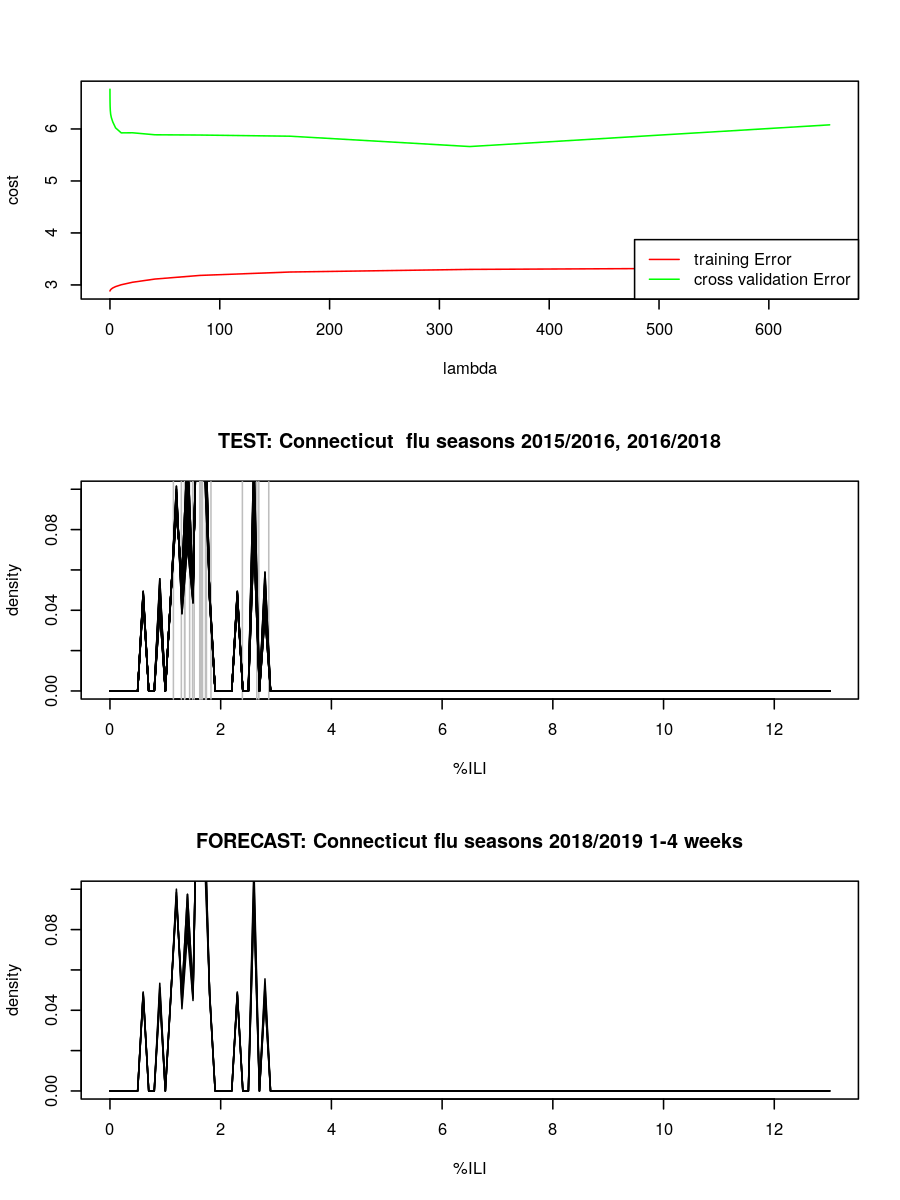 6
5
4
3
cost
training Error
cross validation Error
0 100 200 300 400 500 600
lambda
TEST: Connecticut  flu seasons 2015/2016, 2016/2018
0.08
0.04
0.00
density
0 2 4 6 8 10 12
%ILI
FORECAST: Connecticut flu seasons 2018/2019 1-4 weeks
0.08
0.04
0.00
density
0 2 4 6 8 10 12
%ILI